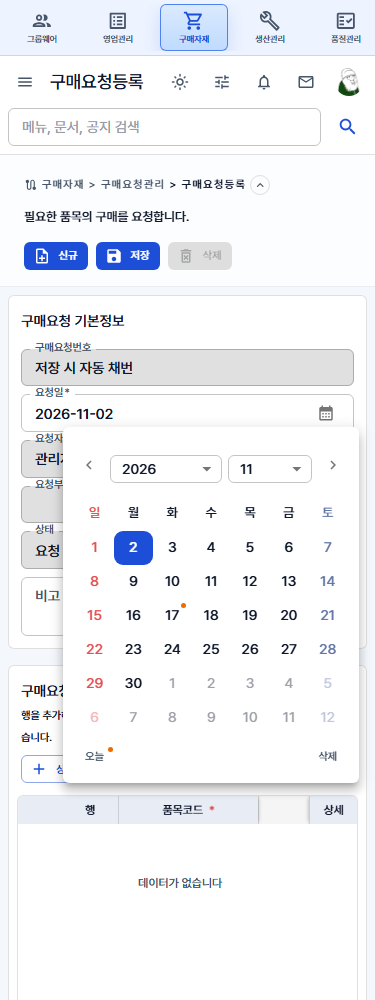 그룹웨어 영업관리 구매자재 생산관리 품질관리
구매요청등록
메뉴, 문서, 공지 검색
구매자재 > 구매요청관리 > 구매요청등록
필요한 품목의 구매를 요청합니다.
신규 저장 삭제
구매요청 기본정보
구매요청번호
저장 시 자동 채번
요청일*
2026-11-02
요청자
관리
요청부
상태
요청
비고
2026 11
일 월 화 수 목 금 토
1 2 3 4 5 6 7
8 9 10 11 12 13 14
15 16 17 18 19 20 21
22 23 24 25 26 27 28
29 30 1 2 3 4 5
6 7 8 9 10 11 12
오늘 삭제
구매요청
행을 추가
습니다.
행 품목코드 * 상세
데이터가 없습니다